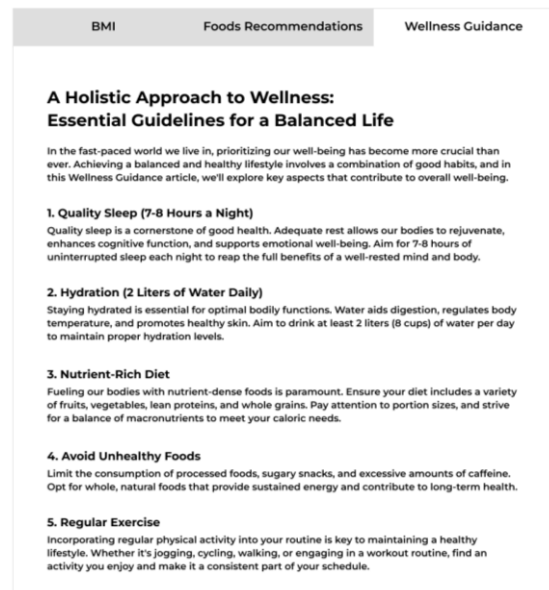 BMI
Foods Recommendations
Wellness Guidance
A Holistic Approach to Wellness:
Essential Guidelines for a Balanced Life
In the fast-paced world we live in, prioritizing our well-being has become more crucial than
ever. Achieving a balanced and healthy lifestyle involves a combination of good habits, and in
this Wellness Guidance article, we'll explore key aspects that contribute to overall well-being.
1. Quality Sleep (7-8 Hours a Night)
Quality sleep is a cornerstone of good health. Adequate rest allows our bodies to rejuvenate,
enhances cognitive function, and supports emotional well-being. Aim for 7-8 hours of
uninterrupted sleep each night to reap the full benefits of a well-rested mind and body.
2. Hydration (2 Liters of Water Daily)
Staying hydrated is essential for optimal bodily functions. Water aids digestion, regulates body
temperature, and promotes healthy skin. Aim to drink at least 2 liters (8 cups) of water per day
to maintain proper hydration levels.
3. Nutrient-Rich Diet
Fueling our bodies with nutrient-dense foods is paramount. Ensure your diet includes a variety
of fruits, vegetables, lean proteins, and whole grains. Pay attention to portion sizes, and strive
for a balance of macronutrients to meet your caloric needs.
4. Avoid Unhealthy Foods
Limit the consumption of processed foods, sugary snacks, and excessive amounts of caffeine.
Opt for whole, natural foods that provide sustained energy and contribute to long-term health.
5. Regular Exercise
Incorporating regular physical activity into your routine is key to maintaining a healthy
lifestyle. Whether it's jogging, cycling, walking, or engaging in a workout routine, find an
activity you enjoy and make it a consistent part of your schedule.